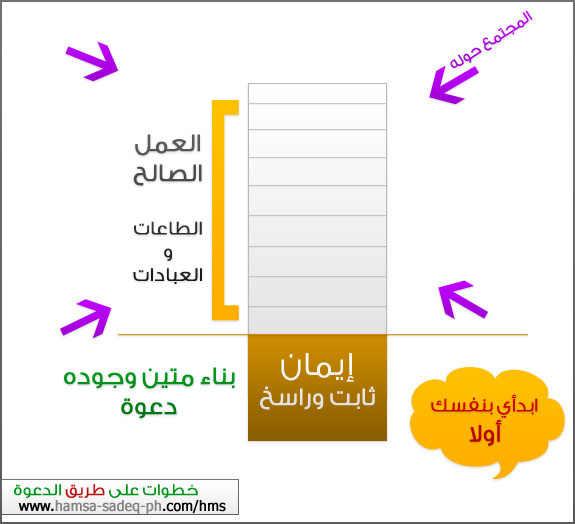 المجتمع حوله
العمل
الصالح
الطاعات
و
العبادات
إيمان
ثابت وراسخ
بناء متين وجوده
دعوة
ابدأي بنفسك
أولا
خطوات على طريق الدعوة
www.hamsa-sadeq-ph.com/hms